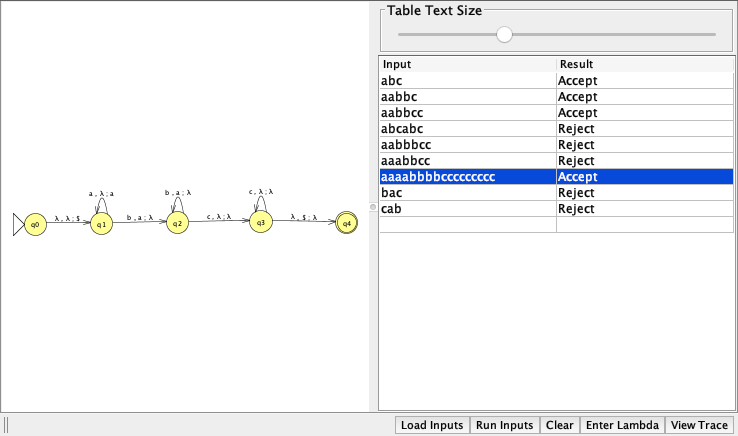 Table Text Size
Input Result
abc Accept
aabbc Accept
aabbcc Accept
abcabc Reject
aabbbcc Reject
aaabbcc Reject
aaaabbbbccccccccc Accept
bac Reject
cab Reject
a , λ ; a b , a ; λ c , λ ; λ
λ , λ ; $ b , a ; λ c , λ ; λ λ , $ ; λ
q0 q1 q2 q3 q4
Load Inputs Run Inputs Clear Enter Lambda View Trace